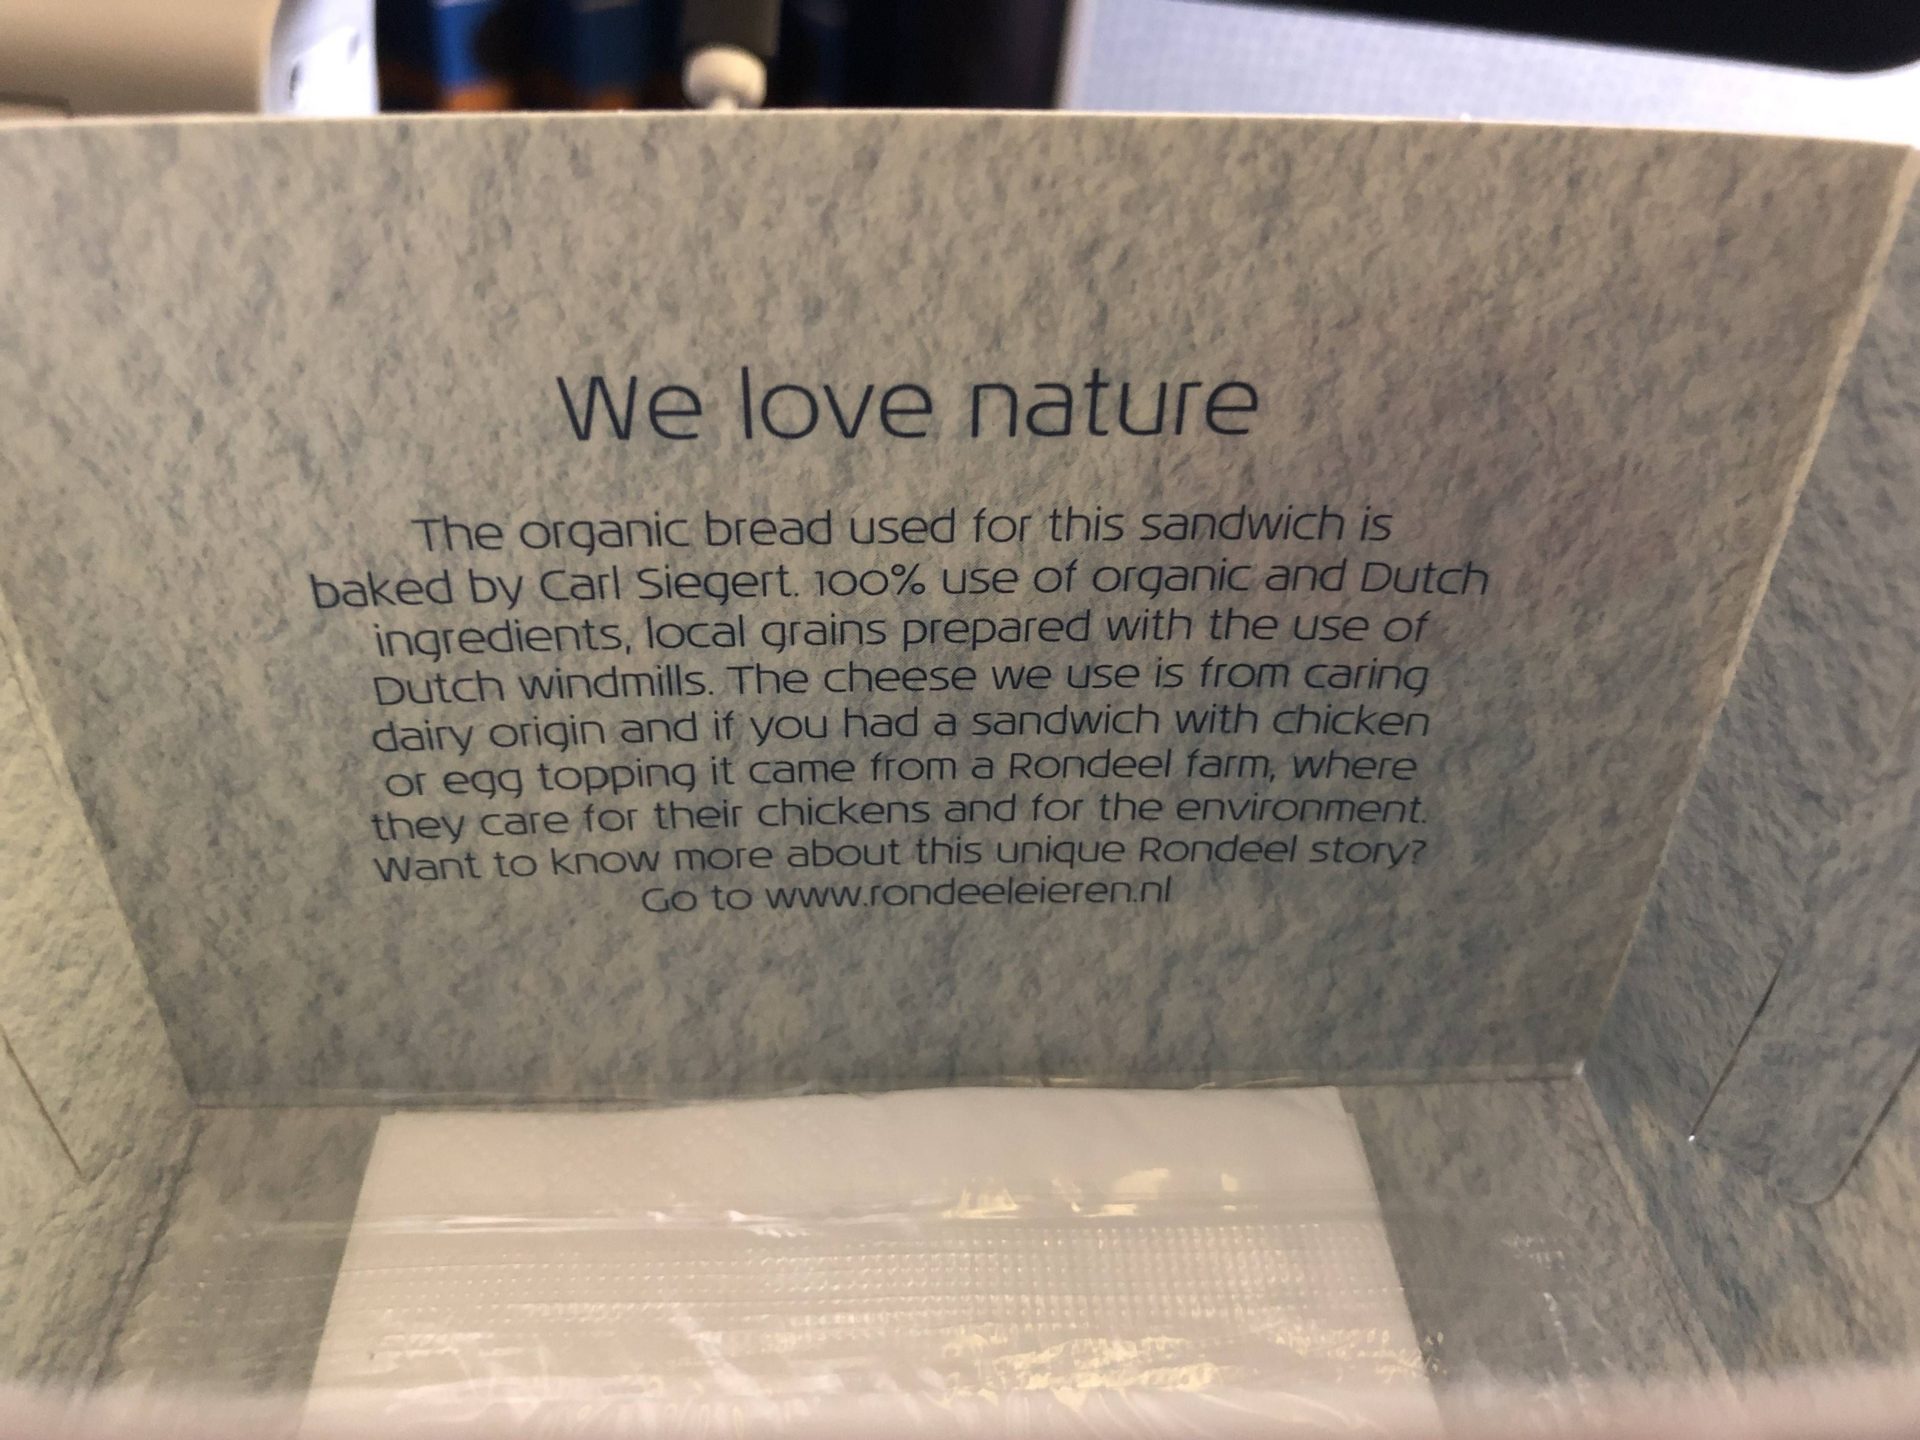 We love nature
The organic bread used for this sandwich is
baked by Carl Siegert. 100% use of organic and Dutch
ingredients, local grains prepared with the use of
Dutch windmills. The cheese we use is from caring
dairy origin and if you had a sandwich with chicken
or egg topping it came from a Rondeel farm, where
they care for their chickens and for the environment.
Want to know more about this unique Rondeel story?
Go to www.rondeeleieren.nl